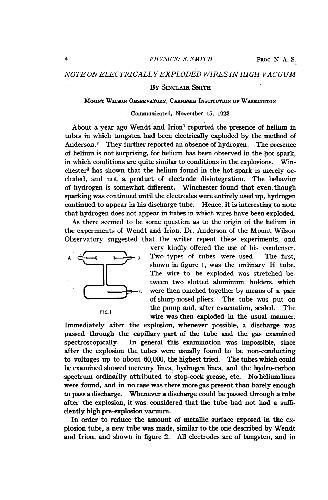 4 PHYSICS: S. SMITH PROC. N. A. S.
NOTE ON ELECTRICALLY EXPLODED WIRES IN HIGH VACUUM
BY SINCLAIR SMITH
MOUNT WILSON OBSERVATORY, CARNEGIE INSTITUTION OF WASHINGTON
Communicated, November 15, 1923
About a year ago Wendt and Irion¹ reported the presence of helium in
tubes in which tungsten had been electrically exploded by the method of
Anderson.² They further reported an absence of hydrogen. The presence
of helium is not surprising, for helium has been observed in the hot spark,
in which conditions are quite similar to conditions in the explosions. Win-
chester³ has shown that the helium found in the hot-spark is merely oc-
cluded, and not a product of electrode disintegration. The behavior
of hydrogen is somewhat different. Winchester found that even though
sparking was continued until the electrodes were entirely used up, hydrogen
continued to appear in his discharge tube. Hence, it is interesting to note
that hydrogen does not appear in tubes in which wires have been exploded.
As there seemed to be some question as to the origin of the helium in
the experiments of Wendt and Irion, Dr. Anderson of the Mount Wilson
Observatory suggested that the writer repeat these experiments, and
very kindly offered the use of his condenser.
Two types of tubes were used. The first,
shown in figure 1, was the ordinary H tube.
The wire to be exploded was stretched be-
tween two slotted aluminum holders, which
were then pinched together by means of a pair
of sharp-nosed pliers. The tube was put on
the pump and, after evacuation, sealed. The
wire was then exploded in the usual manner.
A
FIG. 1
Immediately after the explosion, whenever possible, a discharge was
passed through the capillary part of the tube and the gas examined
spectroscopically. In general this examination was impossible, since
after the explosion the tubes were usually found to be non-conducting
to voltages up to about 60,000, the highest tried. The tubes which could
be examined showed mercury lines, hydrogen lines, and the hydro-carbon
spectrum ordinarily attributed to stop-cock grease, etc. No helium lines
were found, and in no case was there more gas present than barely enough
to pass a discharge. Whenever a discharge could be passed through a tube
after the explosion, it was considered that the tube had not had a suffi-
ciently high pre-explosion vacuum.
In order to reduce the amount of metallic surface exposed in the ex-
plosion tube, a new tube was made, similar to the one described by Wendt
and Irion, and shown in figure 2. All electrodes are of tungsten, and in